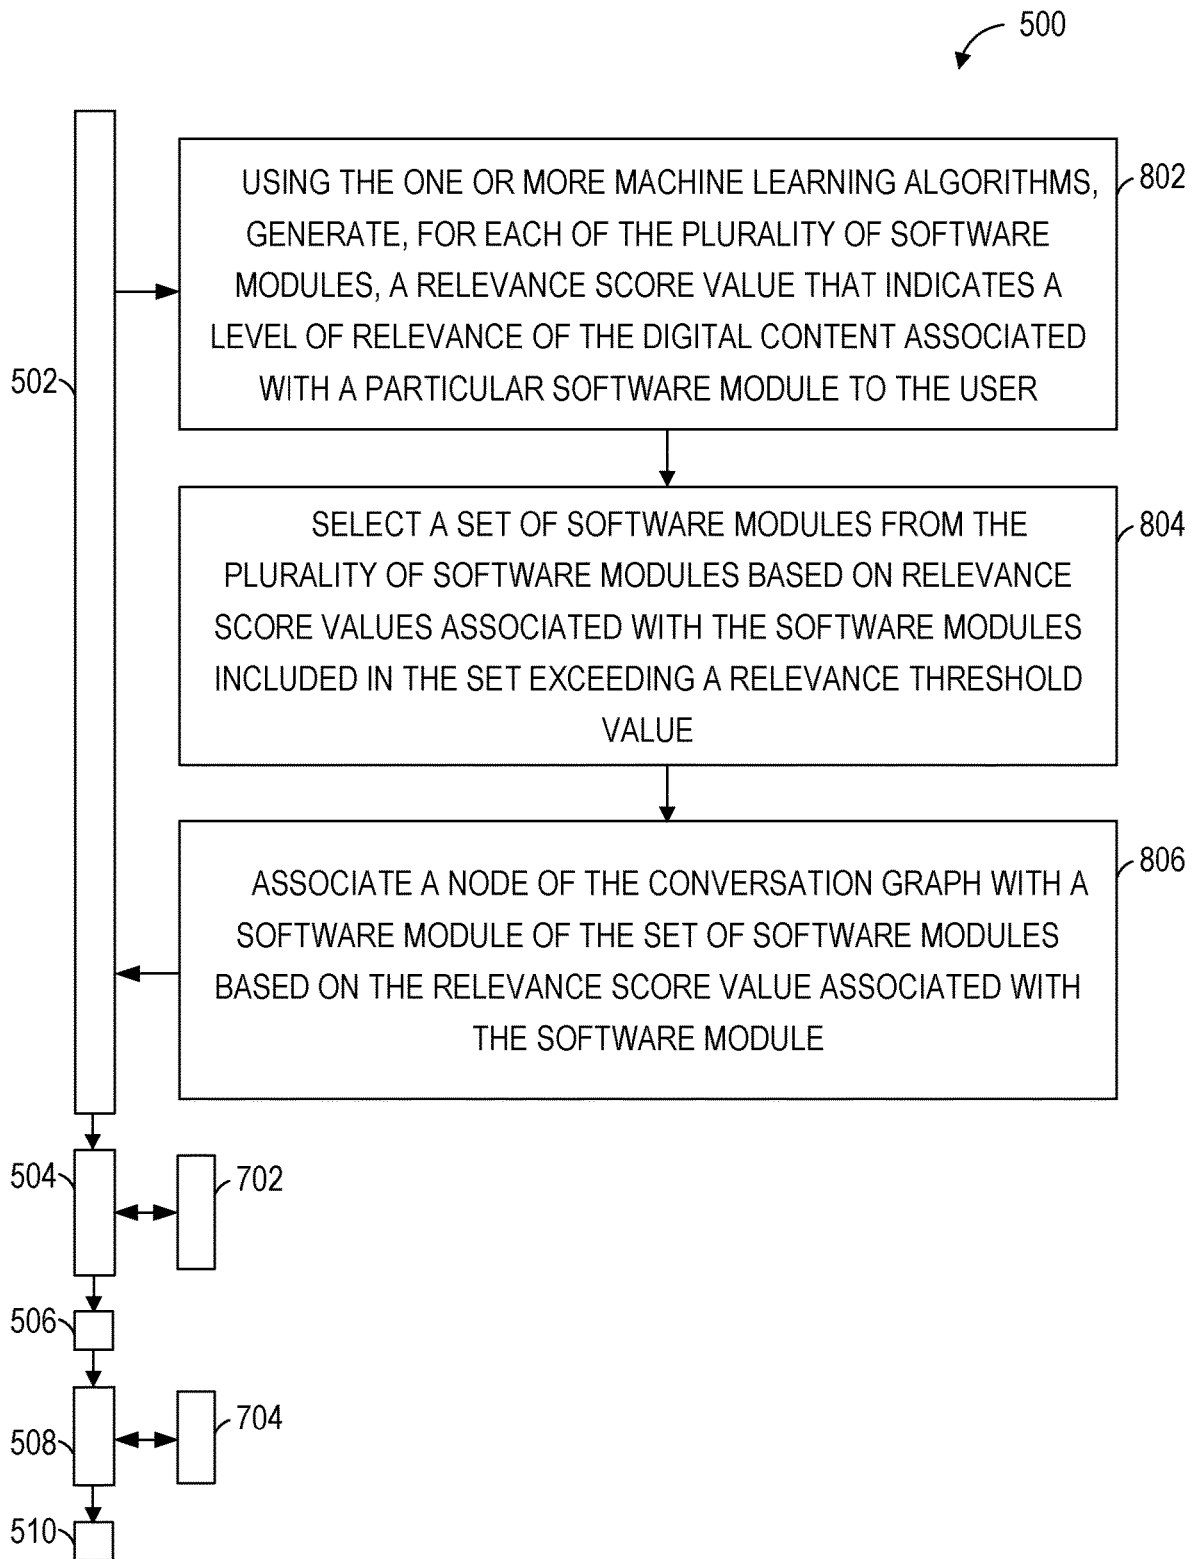 500
USING THE ONE OR MORE MACHINE LEARNING ALGORITHMS,
GENERATE, FOR EACH OF THE PLURALITY OF SOFTWARE
MODULES, A RELEVANCE SCORE VALUE THAT INDICATES A
LEVEL OF RELEVANCE OF THE DIGITAL CONTENT ASSOCIATED
WITH A PARTICULAR SOFTWARE MODULE TO THE USER
802
502
SELECT A SET OF SOFTWARE MODULES FROM THE
PLURALITY OF SOFTWARE MODULES BASED ON RELEVANCE
SCORE VALUES ASSOCIATED WITH THE SOFTWARE MODULES
INCLUDED IN THE SET EXCEEDING A RELEVANCE THRESHOLD
VALUE
804
ASSOCIATE A NODE OF THE CONVERSATION GRAPH WITH A
SOFTWARE MODULE OF THE SET OF SOFTWARE MODULES
BASED ON THE RELEVANCE SCORE VALUE ASSOCIATED WITH
THE SOFTWARE MODULE
806
504
702
506
508
704
510